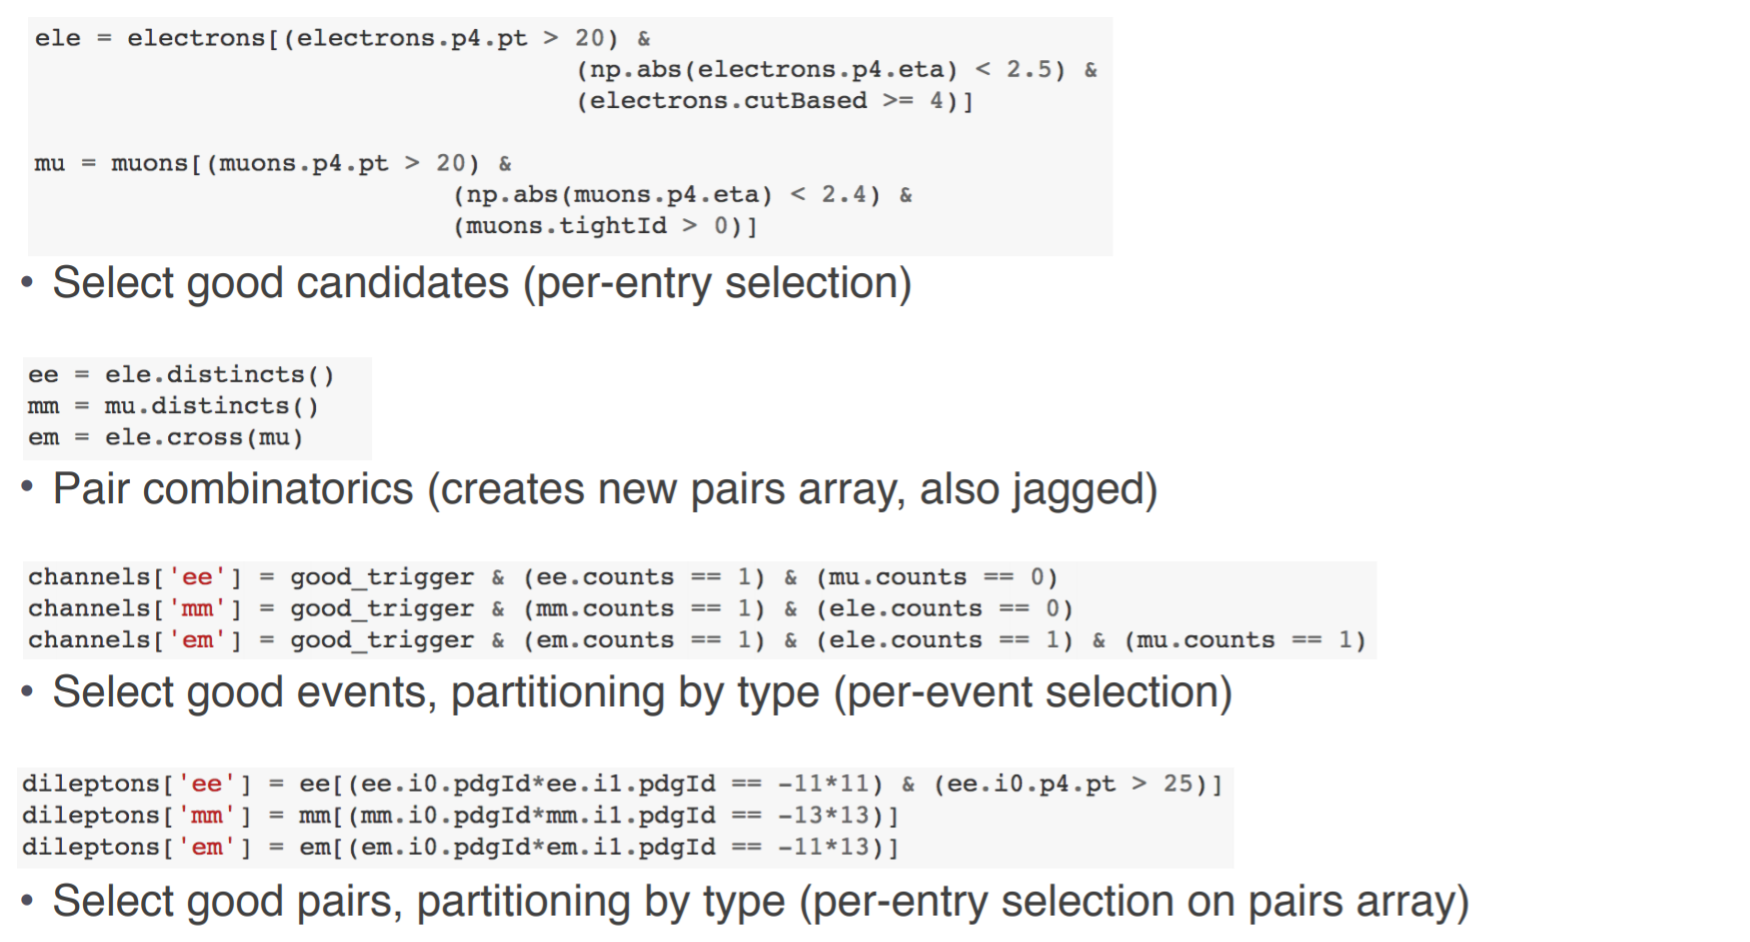 ele = electrons[(electrons.p4.pt > 20) &
(np.abs(electrons.p4.eta) < 2.5) &
(electrons.cutBased >= 4)]
mu = muons[(muons.p4.pt > 20) &
(np.abs(muons.p4.eta) < 2.4) &
(muons.tightId > 0)]
• Select good candidates (per-entry selection)
ee = ele.distincts()
mm = mu.distincts()
em = ele.cross(mu)
• Pair combinatorics (creates new pairs array, also jagged)
channels['ee'] = good_trigger & (ee.counts == 1) & (mu.counts == 0)
channels['mm'] = good_trigger & (mm.counts == 1) & (ele.counts == 0)
channels['em'] = good_trigger & (em.counts == 1) & (ele.counts == 1) & (mu.counts == 1)
• Select good events, partitioning by type (per-event selection)
dileptons['ee'] = ee[(ee.i0.pdgId*ee.i1.pdgId == -11*11) & (ee.i0.p4.pt > 25)]
dileptons['mm'] = mm[(mm.i0.pdgId*mm.i1.pdgId == -13*13)]
dileptons['em'] = em[(em.i0.pdgId*em.i1.pdgId == -11*13)]
• Select good pairs, partitioning by type (per-entry selection on pairs array)